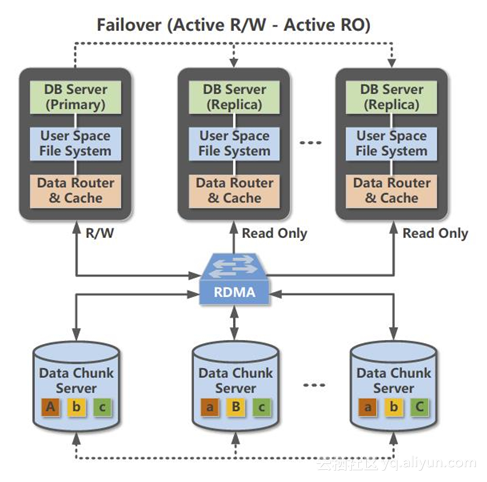 Failover (Active R/W - Active RO)
DB Server
(Primary)
User Space
File System
Data Router
& Cache
DB Server
(Replica)
User Space
File System
Data Router
& Cache
...
DB Server
(Replica)
User Space
File System
Data Router
& Cache
R/W
Read Only
Read Only
RDMA
Data Chunk
Server
A b c
Data Chunk
Server
a B c
...
Data Chunk
Server
a b C
云栖社区 yq.aliyun.com